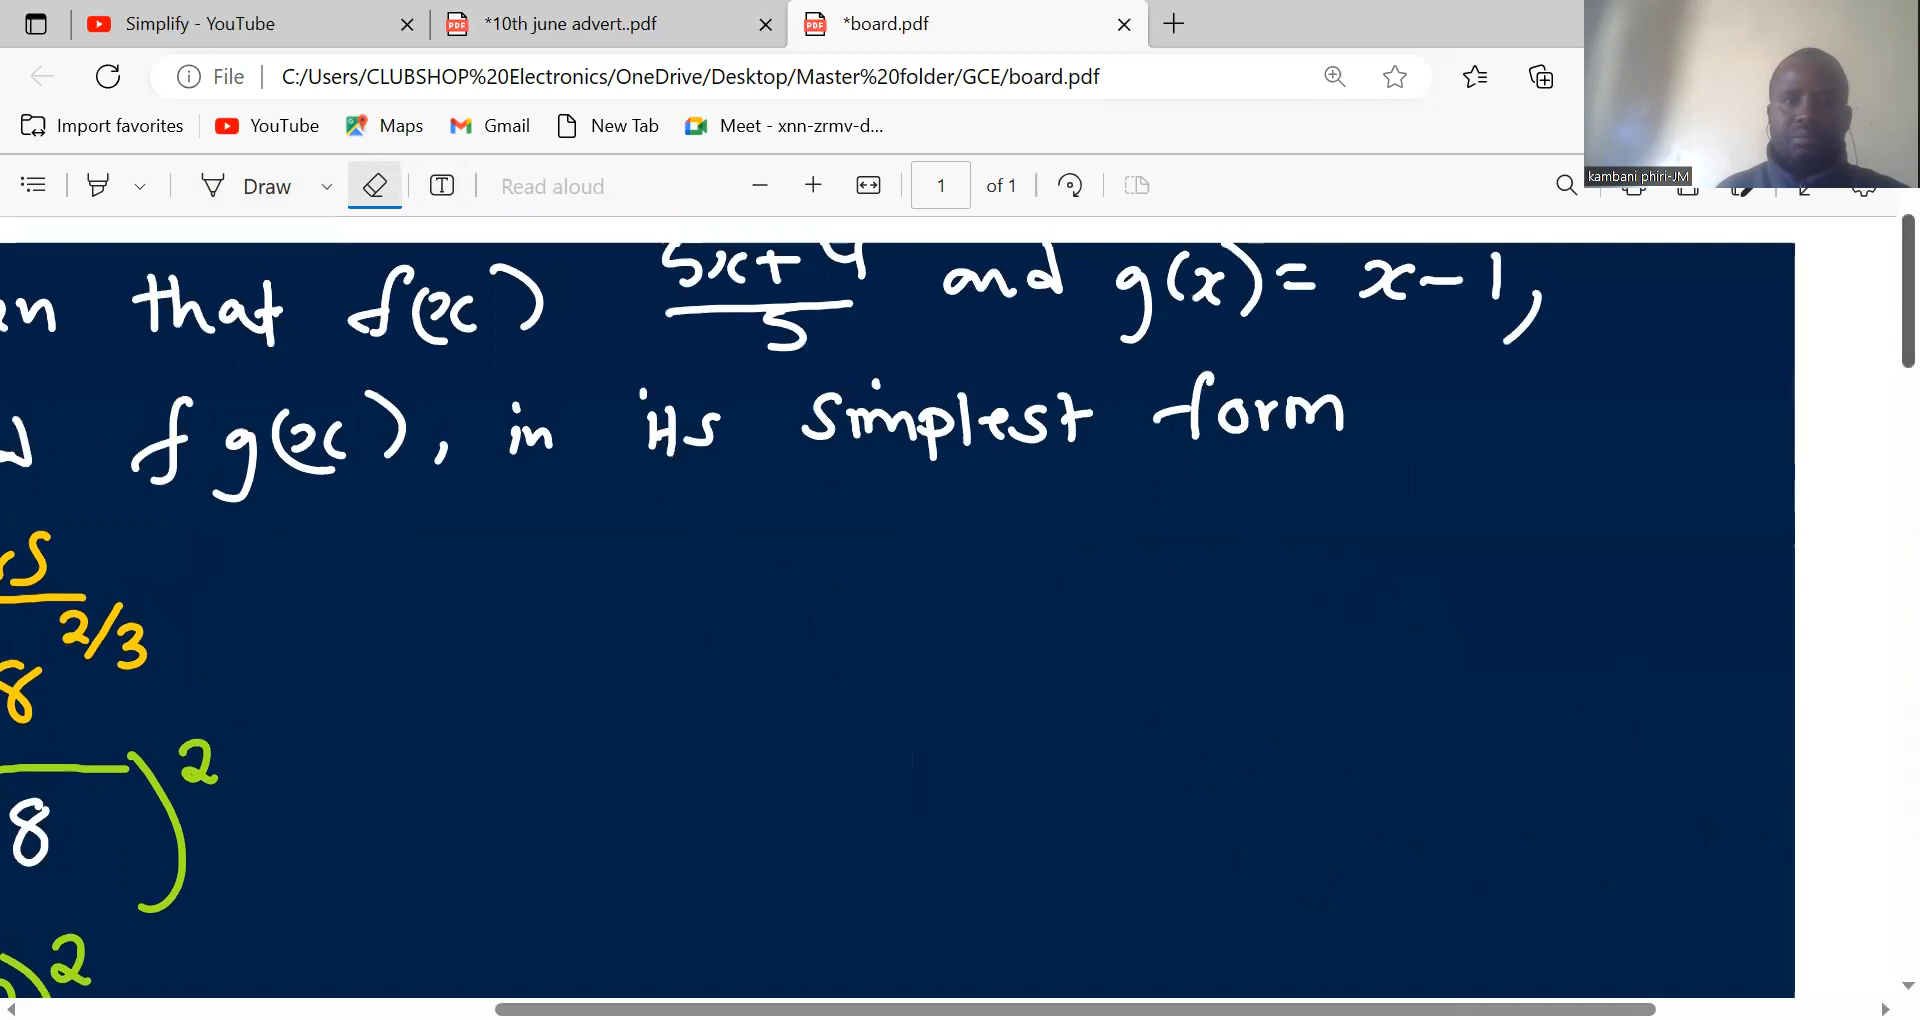 Simplify - YouTube
*10th june advert..pdf
*board.pdf
File
C:/Users/CLUBSHOP%20Electronics/OneDrive/Desktop/Master%20folder/GCE/board.pdf
Import favorites
YouTube
Maps
Gmail
New Tab
Meet - xnn-zrmv-d...
kambani phiri-JM
Draw
Read aloud
1 of 1
that f(x) 5x+4/5 and g(x)= x-1,
fg(x), in its simplest form
2/3
8
2
8
2